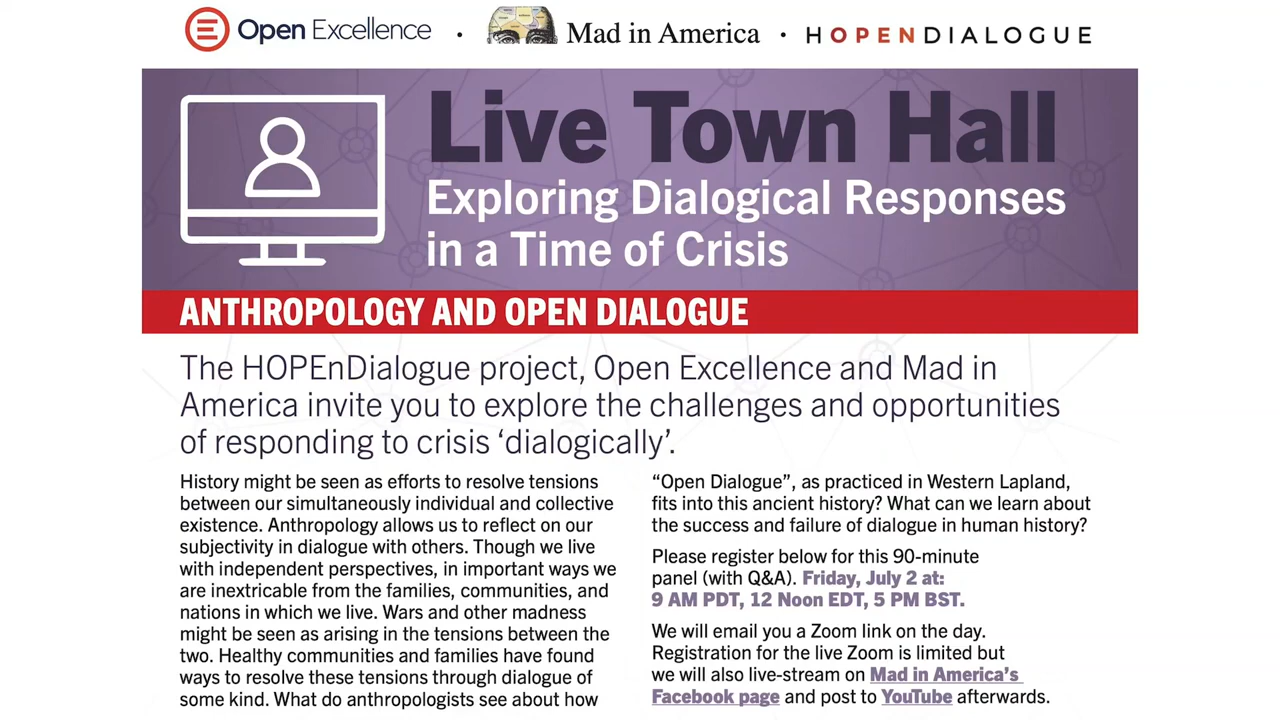 Open Excellence · Mad in America · HOPENDIALOGUE
Live Town Hall
Exploring Dialogical Responses
in a Time of Crisis
ANTHROPOLOGY AND OPEN DIALOGUE
The HOPEnDialogue project, Open Excellence and Mad in
America invite you to explore the challenges and opportunities
of responding to crisis ‘dialogically’.
History might be seen as efforts to resolve tensions
between our simultaneously individual and collective
existence. Anthropology allows us to reflect on our
subjectivity in dialogue with others. Though we live
with independent perspectives, in important ways we
are inextricable from the families, communities, and
nations in which we live. Wars and other madness
might be seen as arising in the tensions between the
two. Healthy communities and families have found
ways to resolve these tensions through dialogue of
some kind. What do anthropologists see about how
“Open Dialogue”, as practiced in Western Lapland,
fits into this ancient history? What can we learn about
the success and failure of dialogue in human history?
Please register below for this 90-minute
panel (with Q&A). Friday, July 2 at:
9 AM PDT, 12 Noon EDT, 5 PM BST.
We will email you a Zoom link on the day.
Registration for the live Zoom is limited but
we will also live-stream on Mad in America’s
Facebook page and post to YouTube afterwards.